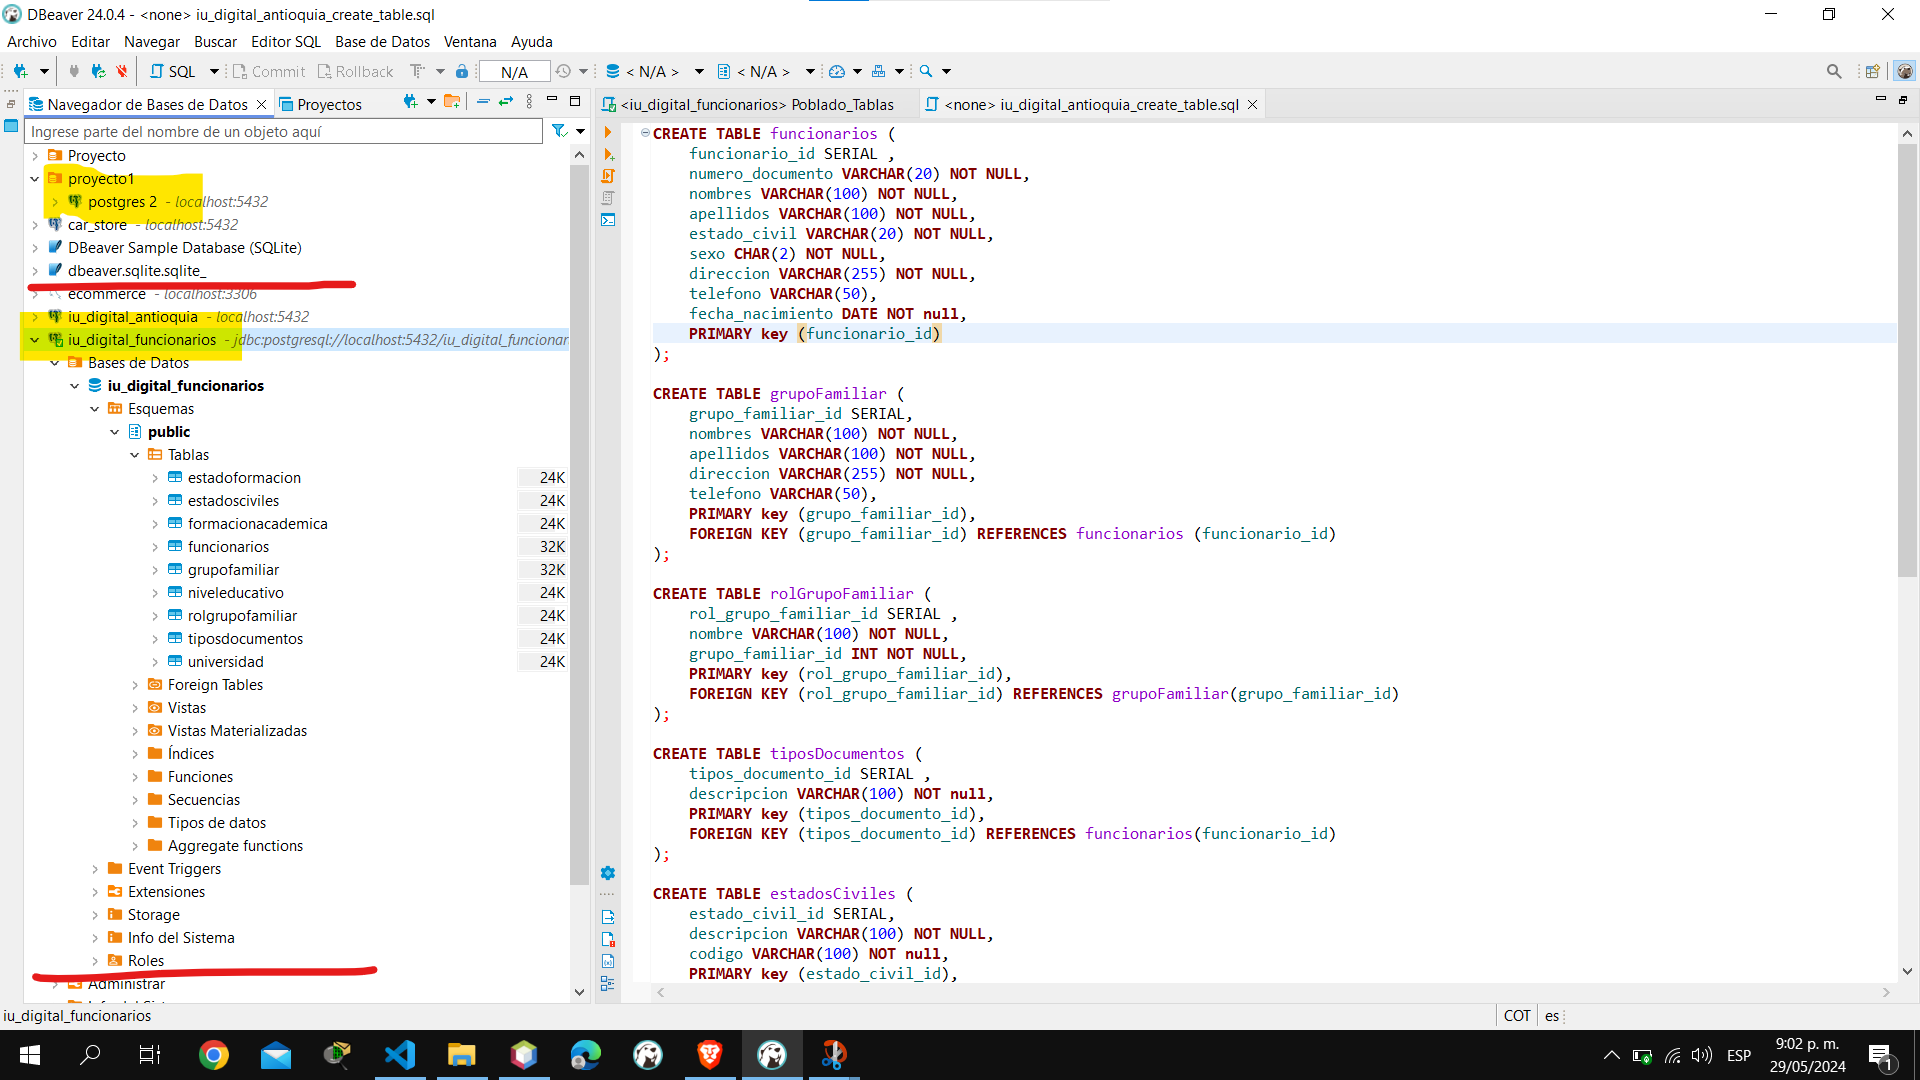 DBeaver 24.0.4 - <none> iu_digital_antioquia_create_table.sql
Archivo Editar Navegar Buscar Editor SQL Base de Datos Ventana Ayuda
SQL Commit Rollback N/A < N/A > < N/A >
Navegador de Bases de Datos Proyectos
Ingrese parte del nombre de un objeto aquí
Proyecto
proyecto1
postgres 2 - localhost:5432
car_store - localhost:5432
DBeaver Sample Database (SQLite)
dbeaver.sqlite.sqlite_
ecommerce - localhost:3306
iu_digital_antioquia - localhost:5432
iu_digital_funcionarios - jdbc:postgresql://localhost:5432/iu_digital_funcionar
Bases de Datos
iu_digital_funcionarios
Esquemas
public
Tablas
estadoformacion 24K
estadosciviles 24K
formacionacademica 24K
funcionarios 32K
grupofamiliar 32K
niveleducativo 24K
rolgrupofamiliar 24K
tiposdocumentos 24K
universidad 24K
Foreign Tables
Vistas
Vistas Materializadas
Índices
Funciones
Secuencias
Tipos de datos
Aggregate functions
Event Triggers
Extensiones
Storage
Info del Sistema
Roles
Administrar
<iu_digital_funcionarios> Poblado_Tablas <none> iu_digital_antioquia_create_table.sql
CREATE TABLE funcionarios (
funcionario_id SERIAL ,
numero_documento VARCHAR(20) NOT NULL,
nombres VARCHAR(100) NOT NULL,
apellidos VARCHAR(100) NOT NULL,
estado_civil VARCHAR(20) NOT NULL,
sexo CHAR(2) NOT NULL,
direccion VARCHAR(255) NOT NULL,
telefono VARCHAR(50),
fecha_nacimiento DATE NOT null,
PRIMARY key (funcionario_id)
);
CREATE TABLE grupoFamiliar (
grupo_familiar_id SERIAL,
nombres VARCHAR(100) NOT NULL,
apellidos VARCHAR(100) NOT NULL,
direccion VARCHAR(255) NOT NULL,
telefono VARCHAR(50),
PRIMARY key (grupo_familiar_id),
FOREIGN KEY (grupo_familiar_id) REFERENCES funcionarios (funcionario_id)
);
CREATE TABLE rolGrupoFamiliar (
rol_grupo_familiar_id SERIAL ,
nombre VARCHAR(100) NOT NULL,
grupo_familiar_id INT NOT NULL,
PRIMARY key (rol_grupo_familiar_id),
FOREIGN KEY (rol_grupo_familiar_id) REFERENCES grupoFamiliar(grupo_familiar_id)
);
CREATE TABLE tiposDocumentos (
tipos_documento_id SERIAL ,
descripcion VARCHAR(100) NOT null,
PRIMARY key (tipos_documento_id),
FOREIGN KEY (tipos_documento_id) REFERENCES funcionarios(funcionario_id)
);
CREATE TABLE estadosCiviles (
estado_civil_id SERIAL,
descripcion VARCHAR(100) NOT NULL,
codigo VARCHAR(100) NOT null,
PRIMARY key (estado_civil_id),
iu_digital_funcionarios COT es
ESP 9:02 p. m.
29/05/2024 1